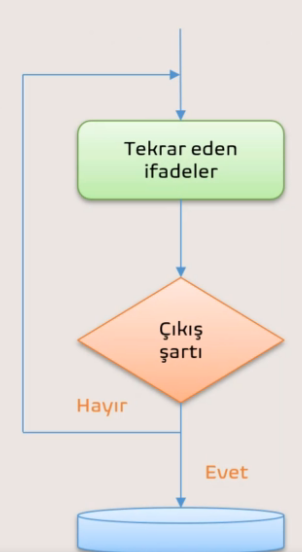 Tekrar eden
ifadeler
Çıkış
şartı
Hayır
Evet